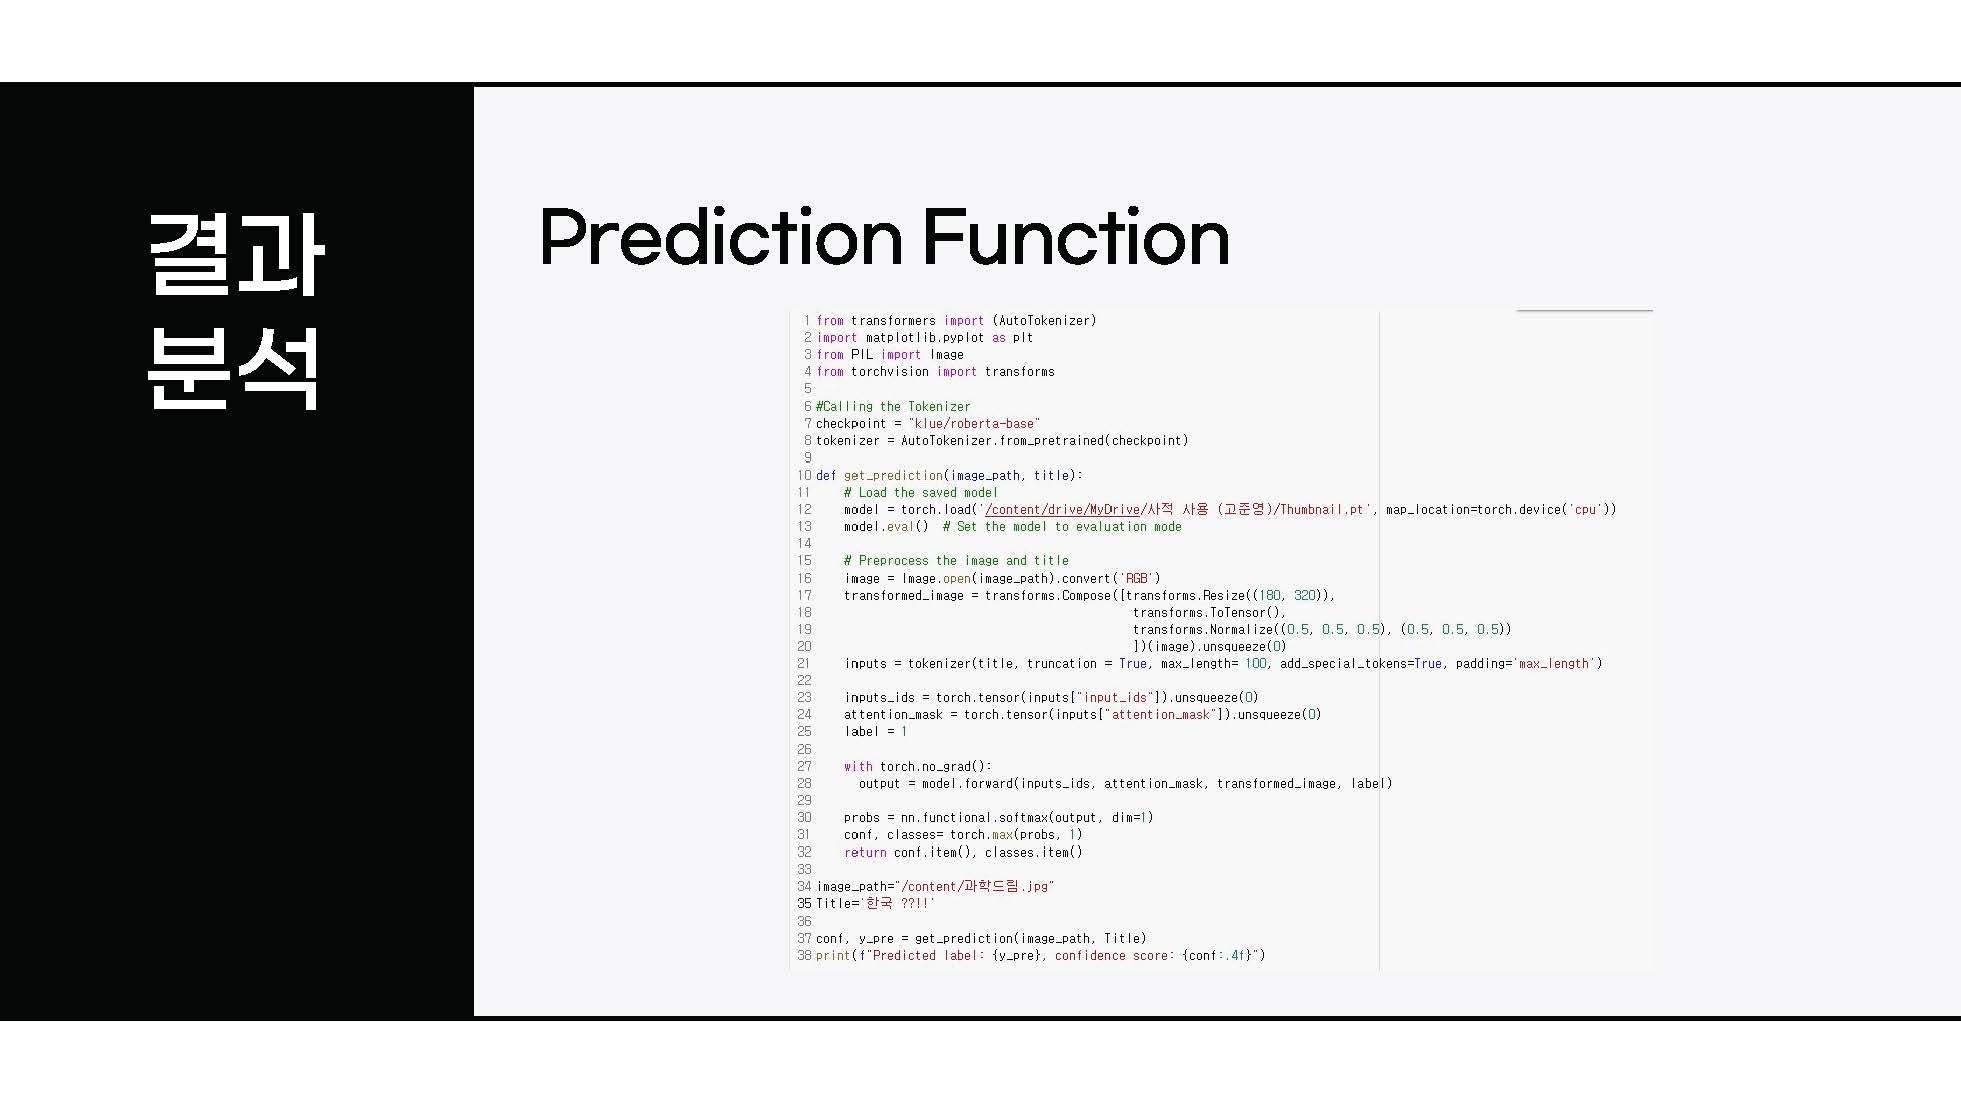 결과
분석
Prediction Function
1 from transformers import (AutoTokenizer)
2 import matplotlib.pyplot as plt
3 from PIL import Image
4 from torchvision import transforms
5
6 #Calling the Tokenizer
7 checkpoint = "klue/roberta-base"
8 tokenizer = AutoTokenizer.from_pretrained(checkpoint)
9
10 def get_prediction(image_path, title):
11     # Load the saved model
12     model = torch.load('/content/drive/MyDrive/사적 사용 (고준영)/Thumbnail.pt', map_location=torch.device('cpu'))
13     model.eval()  # Set the model to evaluation mode
14
15     # Preprocess the image and title
16     image = Image.open(image_path).convert('RGB')
17     transformed_image = transforms.Compose([transforms.Resize((180, 320)),
18                                              transforms.ToTensor(),
19                                              transforms.Normalize((0.5, 0.5, 0.5), (0.5, 0.5, 0.5))
20                                              ])(image).unsqueeze(0)
21     inputs = tokenizer(title, truncation = True, max_length= 100, add_special_tokens=True, padding='max_length')
22
23     inputs_ids = torch.tensor(inputs["input_ids"]).unsqueeze(0)
24     attention_mask = torch.tensor(inputs["attention_mask"]).unsqueeze(0)
25     label = 1
26
27     with torch.no_grad():
28       output = model.forward(inputs_ids, attention_mask, transformed_image, label)
29
30     probs = nn.functional.softmax(output, dim=1)
31     conf, classes= torch.max(probs, 1)
32     return conf.item(), classes.item()
33
34 image_path="/content/과학드림.jpg"
35 Title='한국 ??!!'
36
37 conf, y_pre = get_prediction(image_path, Title)
38 print(f"Predicted label: {y_pre}, confidence score: {conf:.4f}")